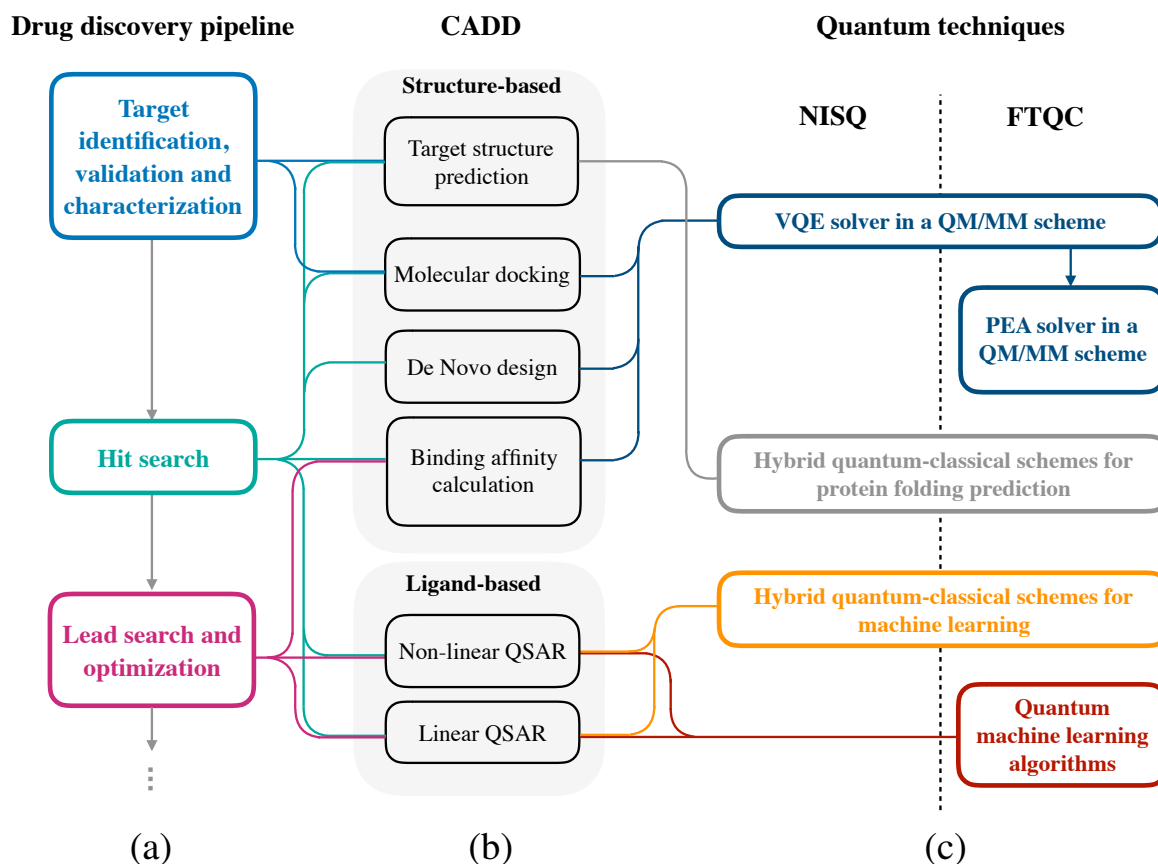 Drug discovery pipeline
CADD
Quantum techniques
Target
identification,
validation and
characterization
Hit search
Lead search and
optimization
Structure-based
Target structure
prediction
Molecular docking
De Novo design
Binding affinity
calculation
Ligand-based
Non-linear QSAR
Linear QSAR
NISQ
FTQC
VQE solver in a QM/MM scheme
PEA solver in a
QM/MM scheme
Hybrid quantum-classical schemes for
protein folding prediction
Hybrid quantum-classical schemes for
machine learning
Quantum
machine learning
algorithms
(a)
(b)
(c)